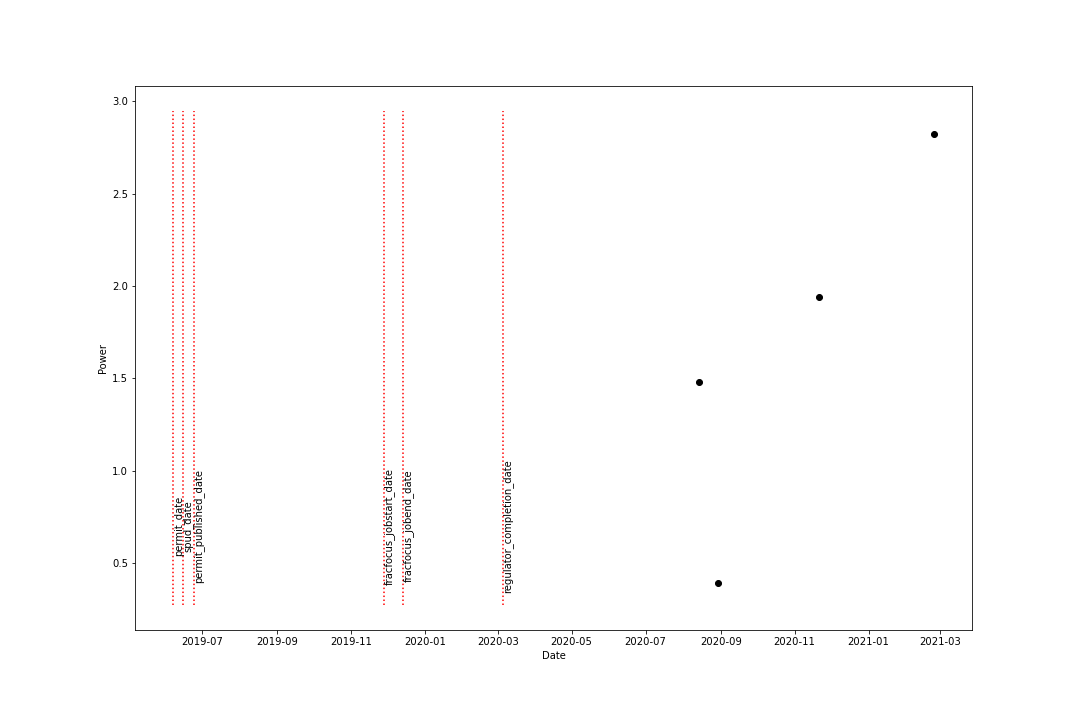 3.0
2.5
2.0
1.5
1.0
0.5
Power
permit_date
spud_date
permit_published_date
fracfocus_jobstart_date
fracfocus_jobend_date
regulator_completion_date
2019-07
2019-09
2019-11
2020-01
2020-03
2020-05
2020-07
2020-09
2020-11
2021-01
2021-03
Date